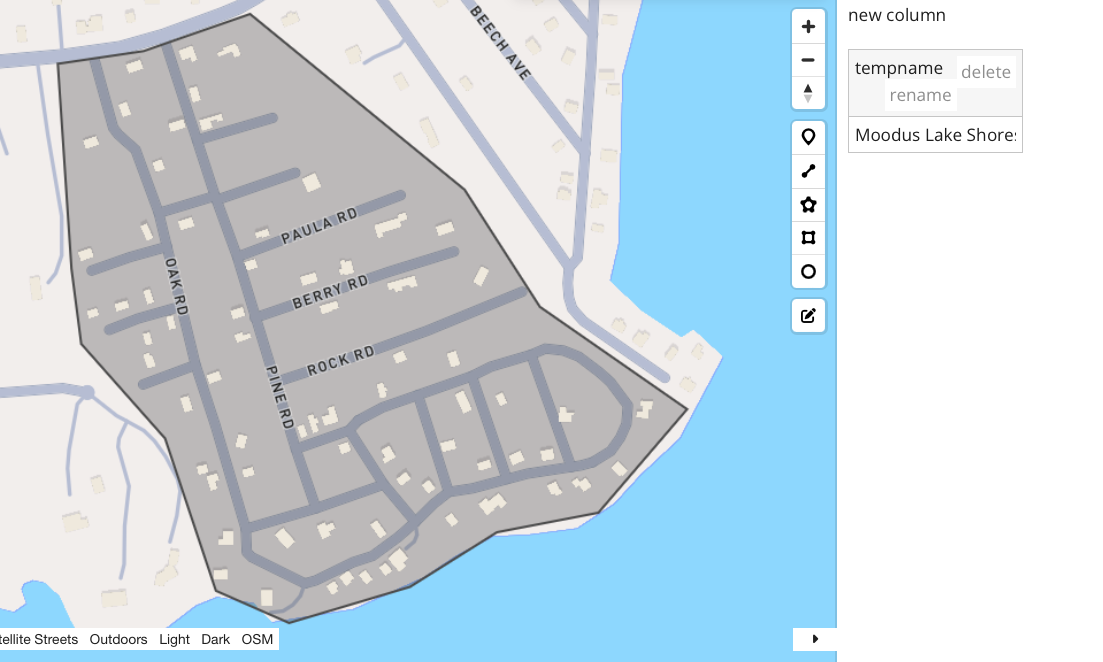 BEECH AVE
PAULA RD
OAK RD
BERRY RD
ROCK RD
PINE RD
tellite Streets Outdoors Light Dark OSM
new column
tempname
delete
rename
Moodus Lake Shores